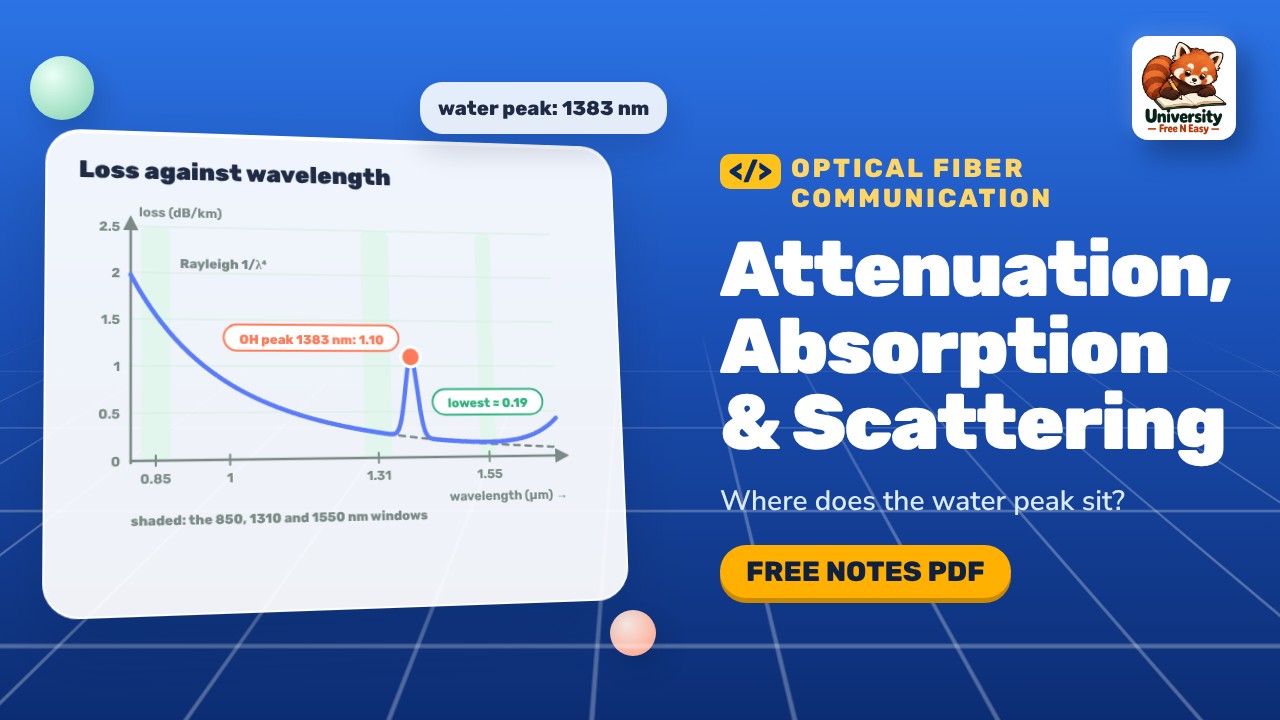 water peak: 1383 nm
Loss against wavelength
loss (dB/km)
2.5
Rayleigh 1/λ⁴
2
1.5
OH peak 1383 nm: 1.10
1
lowest ≈ 0.19
0.5
0
0.85
1
1.31
1.55
wavelength (μm) →
shaded: the 850, 1310 and 1550 nm windows
University
Free N Easy
</> OPTICAL FIBER
COMMUNICATION
Attenuation,
Absorption
& Scattering
Where does the water peak sit?
FREE NOTES PDF